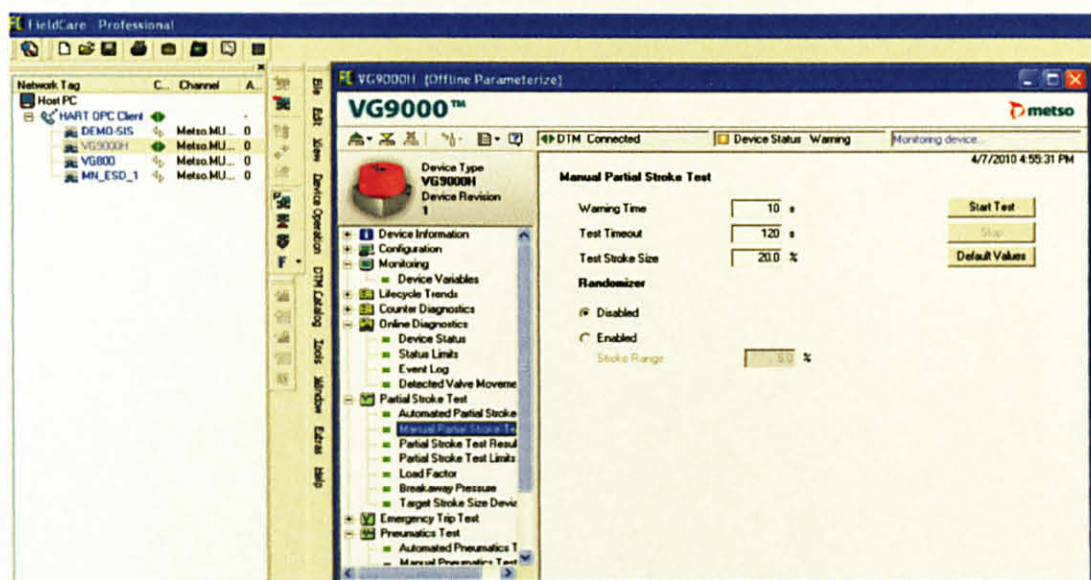 FieldCare Professional
Network Tag C... Channel A...
Host PC
HART OPC Client
DEMO-SIS Metso.MU... 0
VG9000H Metso.MU... 0
VG800 Metso.MU... 0
MN_ESD_1 Metso.MU... 0
File Edit View Device Operation DTM Catalog Tools Window Extras Help
F
VG9000H (Offline Parameterize)
VG9000™
metso
DTM Connected
Device Status Warning
Monitoring device...
4/7/2010 4:55:31 PM
Device Type
VG9000H
Device Revision
1
Device Information
Configuration
Monitoring
Device Variables
Lifecycle Trends
Counter Diagnostics
Online Diagnostics
Device Status
Status Limits
Event Log
Detected Valve Moveme
Partial Stroke Test
Automated Partial Stroke
Manual Partial Stroke Te
Partial Stroke Test Resul
Partial Stroke Test Limits
Load Factor
Breakaway Pressure
Target Stroke Size Devia
Emergency Trip Test
Pneumatics Test
Automated Pneumatics T
Manual Pneumatics Test
Manual Partial Stroke Test
Warning Time 10 s
Test Timeout 120 s
Test Stroke Size 20.0 %
Randomizer
Disabled
Enabled
Stroke Range %
Start Test
Stop
Default Values